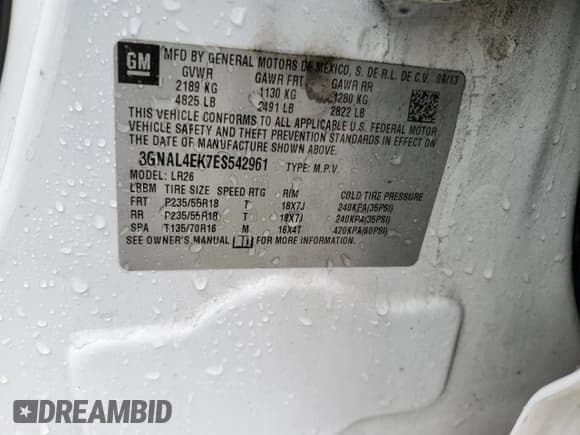 GM
MFD BY GENERAL MOTORS DE MEXICO, S. DE R.L. DE C.V. 09/13
GVWR GAWR FRT GAWR RR
2189 KG 1130 KG 1280 KG
4825 LB 2491 LB 2822 LB
THIS VEHICLE CONFORMS TO ALL APPLICABLE U.S. FEDERAL MOTOR
VEHICLE SAFETY AND THEFT PREVENTION STANDARDS IN EFFECT ON
THE DATE OF MANUFACTURE SHOWN ABOVE.
3GNAL4EK7ES542961 TYPE: M.P.V.
MODEL: LR26
LBBM TIRE SIZE SPEED RTG RIM COLD TIRE PRESSURE
FRT P235/55R18 T 18X7J 240KPA(35PSI)
RR P235/55R18 T 18X7J 240KPA(35PSI)
SPA T135/70R16 M 16X4T 420KPA(60PSI)
SEE OWNER'S MANUAL FOR MORE INFORMATION.
DREAMBID